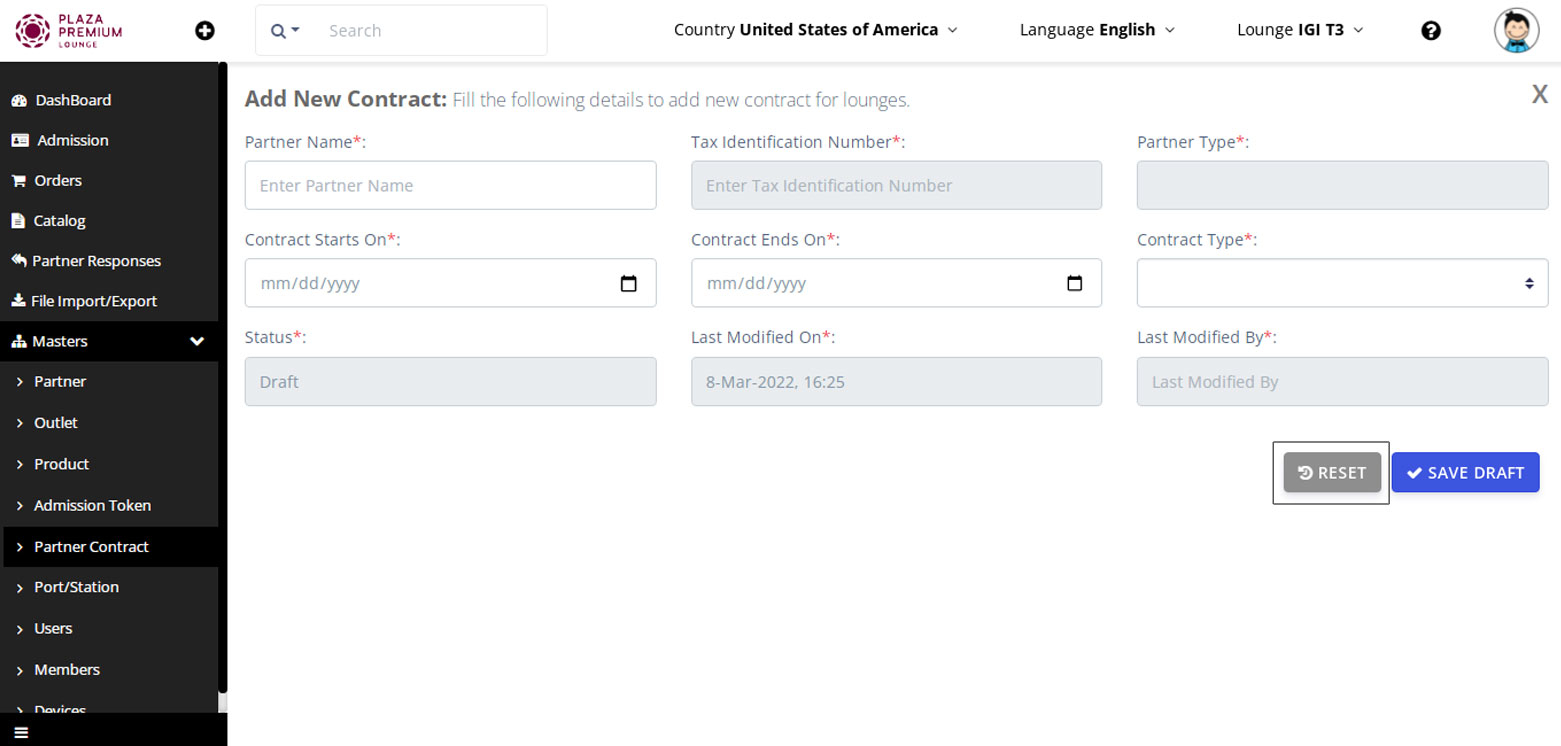 PLAZA
PREMIUM
LOUNGE
Search
Country United States of America
Language English
Lounge IGI T3
DashBoard
Admission
Orders
Catalog
Partner Responses
File Import/Export
Masters
Partner
Outlet
Product
Admission Token
Partner Contract
Port/Station
Users
Members
Devices
Add New Contract: Fill the following details to add new contract for lounges.
X
Partner Name*:
Tax Identification Number*:
Partner Type*:
Enter Partner Name
Enter Tax Identification Number
Contract Starts On*:
Contract Ends On*:
Contract Type*:
mm/dd/yyyy
mm/dd/yyyy
Status*:
Last Modified On*:
Last Modified By*:
Draft
8-Mar-2022, 16:25
Last Modified By
RESET
SAVE DRAFT